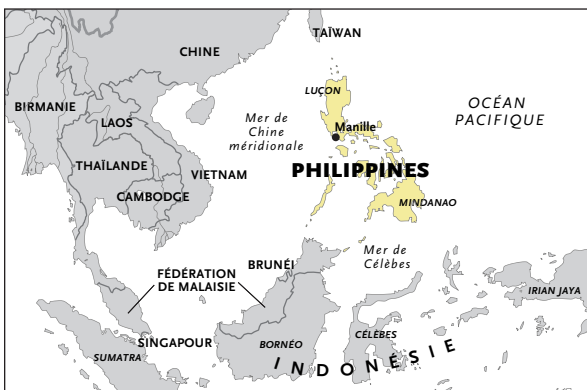 TAÏWAN
CHINE
LUÇON
BIRMANIE
OCÉAN
PACIFIQUE
LAOS
Mer de
Chine
méridionale
Manille
THAÏLANDE
VIETNAM
PHILIPPINES
CAMBODGE
MINDANAO
Mer de
Célèbes
BRUNÉI
FÉDÉRATION
DE MALAISIE
IRIAN JAYA
SINGAPOUR
BORNÉO
CÉLÈBES
SUMATRA
INDONÉSIE